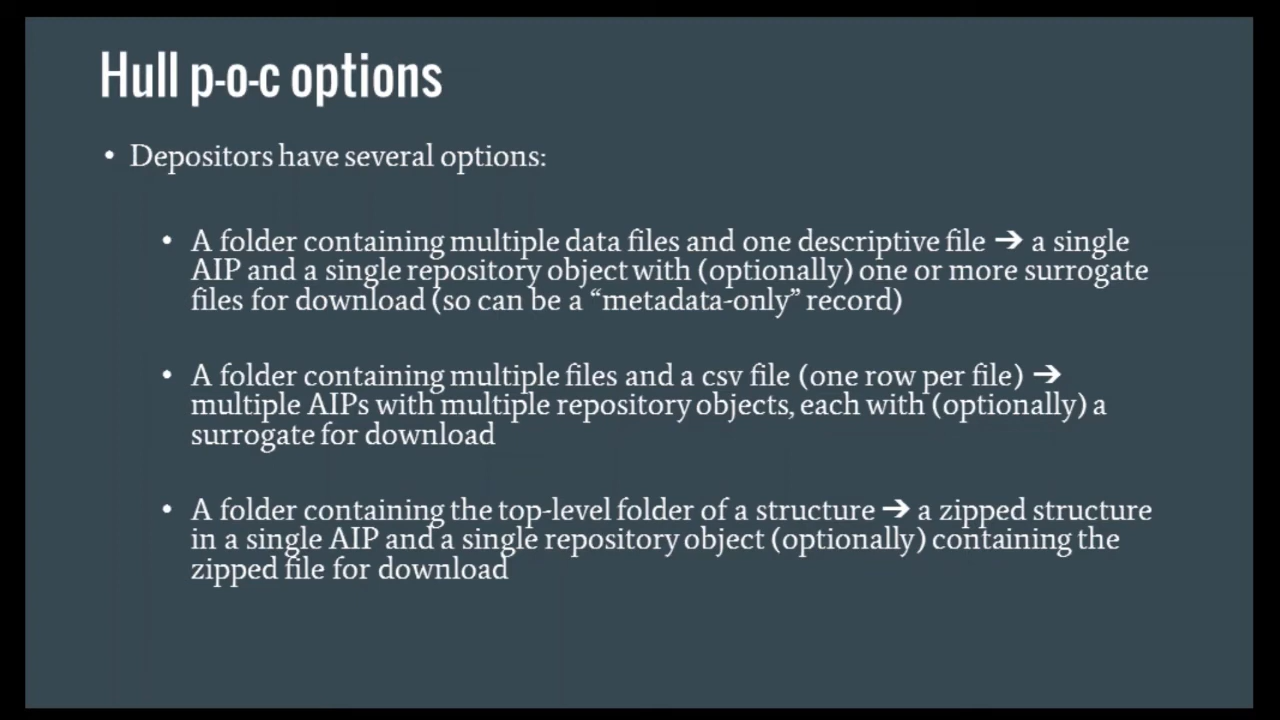 Hull p-o-c options
• Depositors have several options:
• A folder containing multiple data files and one descriptive file ➔ a single
AIP and a single repository object with (optionally) one or more surrogate
files for download (so can be a “metadata-only” record)
• A folder containing multiple files and a csv file (one row per file) ➔
multiple AIPs with multiple repository objects, each with (optionally) a
surrogate for download
• A folder containing the top-level folder of a structure ➔ a zipped structure
in a single AIP and a single repository object (optionally) containing the
zipped file for download